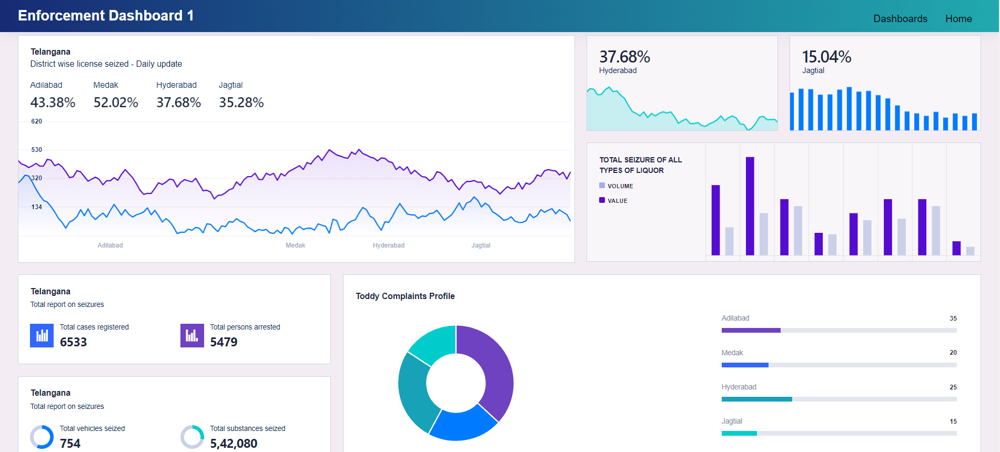 Enforcement Dashboard 1
Dashboards
Home
Telangana
District wise license seized - Daily update
Adilabad
Medak
Hyderabad
Jagtial
43.38%
52.02%
37.68%
35.28%
620
530
320
134
Adilabad
Medak
Hyderabad
Jagtial
37.68%
Hyderabad
15.04%
Jagtial
TOTAL SEIZURE OF ALL
TYPES OF LIQUOR
VOLUME
VALUE
Telangana
Total report on seizures
Total cases registered
6533
Total persons arrested
5479
Telangana
Total report on seizures
Total vehicles seized
754
Total substances seized
5,42,080
Toddy Complaints Profile
Adilabad
35
Medak
20
Hyderabad
25
Jagtial
15